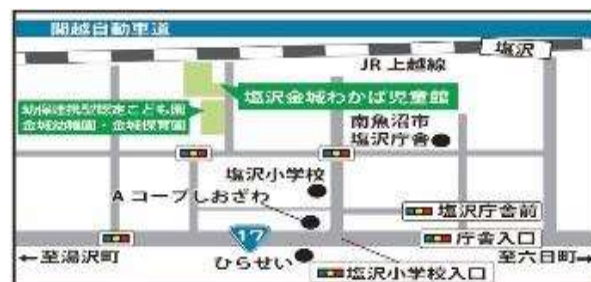 関越自動車道
塩沢
JR 上越線
塩沢金城わかば児童館
幼保連携型認定こども園
金城幼稚園・金城保育園
南魚沼市
塩沢庁舎
塩沢小学校
A コープしおざわ
塩沢庁舎前
17
庁舎入口
←至湯沢町
ひらせい
至六日町→
塩沢小学校入口